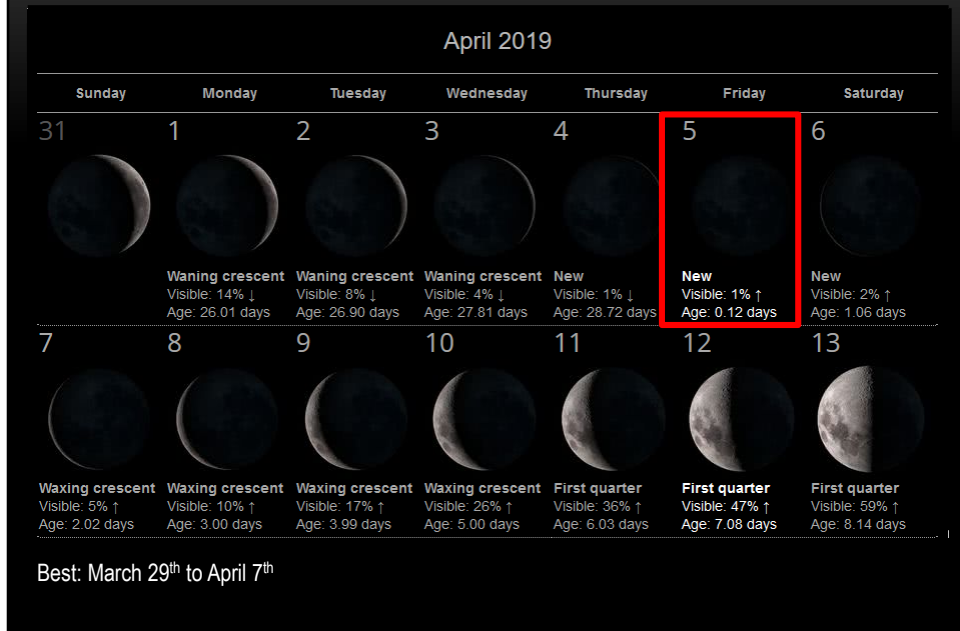 April 2019
Sunday Monday Tuesday Wednesday Thursday Friday Saturday
31 1 2 3 4 5 6
Waning crescent Waning crescent Waning crescent New New New
Visible: 14% ↓ Visible: 8% ↓ Visible: 4% ↓ Visible: 1% ↓ Visible: 1% ↑ Visible: 2% ↑
Age: 26.01 days Age: 26.90 days Age: 27.81 days Age: 28.72 days Age: 0.12 days Age: 1.06 days
7 8 9 10 11 12 13
Waxing crescent Waxing crescent Waxing crescent Waxing crescent First quarter First quarter First quarter
Visible: 5% ↑ Visible: 10% ↑ Visible: 17% ↑ Visible: 26% ↑ Visible: 36% ↑ Visible: 47% ↑ Visible: 59% ↑
Age: 2.02 days Age: 3.00 days Age: 3.99 days Age: 5.00 days Age: 6.03 days Age: 7.08 days Age: 8.14 days
Best: March 29th to April 7th